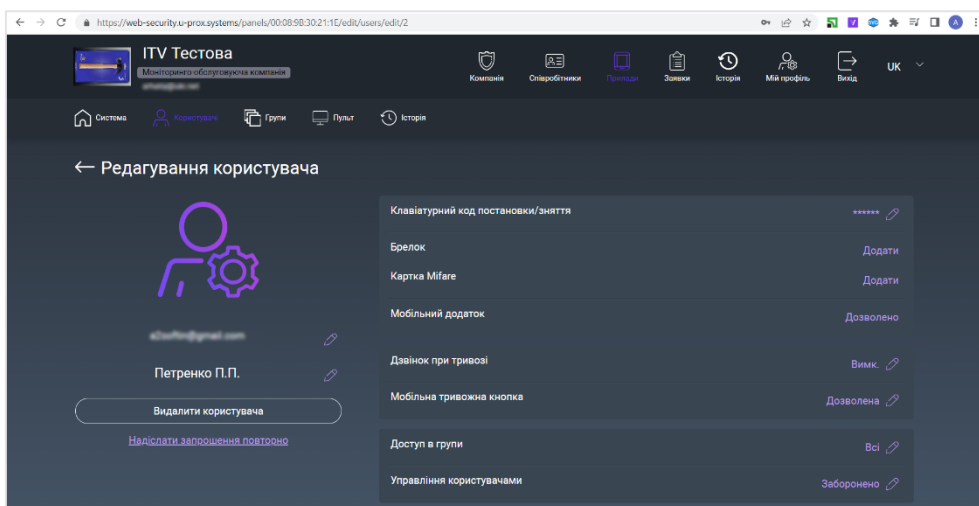 https://web-security.u-prox.systems/panels/00:08:9B:30:21:1E/edit/users/edit/2
ITV Тестова
Моніторинго-обслуговуюча компанія
Компанія Співробітники Прилади Заявки Історія Мій профіль Вихід UK
Система Користувачі Групи Пульт Історія
← Редагування користувача
Клавіатурний код постановки/зняття ******
Брелок Додати
Картка Mifare Додати
Мобільний додаток Дозволено
Дзвінок при тривозі Вимк.
Петренко П.П.
Мобільна тривожна кнопка Дозволена
Видалити користувача
Надіслати запрошення повторно
Доступ в групи Всі
Управління користувачами Заборонено